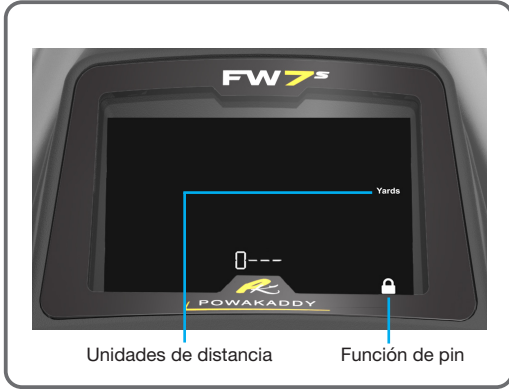 FW7s
Yards
0---
POWAKADDY
Unidades de distancia
Función de pin